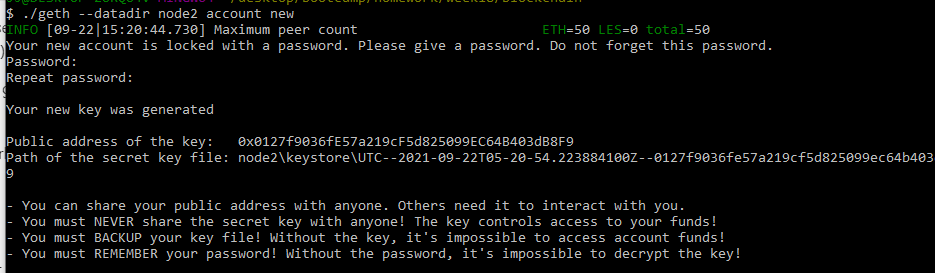 $ ./geth --datadir node2 account new
INFO [09-22|15:20:44.730] Maximum peer count ETH=50 LES=0 total=50
Your new account is locked with a password. Please give a password. Do not forget this password.
Password:
Repeat password:
Your new key was generated
Public address of the key: 0x0127f9036fE57a219cF5d825099EC64B403dB8F9
Path of the secret key file: node2\keystore\UTC--2021-09-22T05-20-54.223884100Z--0127f9036fe57a219cf5d825099ec64b403
9
- You can share your public address with anyone. Others need it to interact with you.
- You must NEVER share the secret key with anyone! The key controls access to your funds!
- You must BACKUP your key file! Without the key, it's impossible to access account funds!
- You must REMEMBER your password! Without the password, it's impossible to decrypt the key!